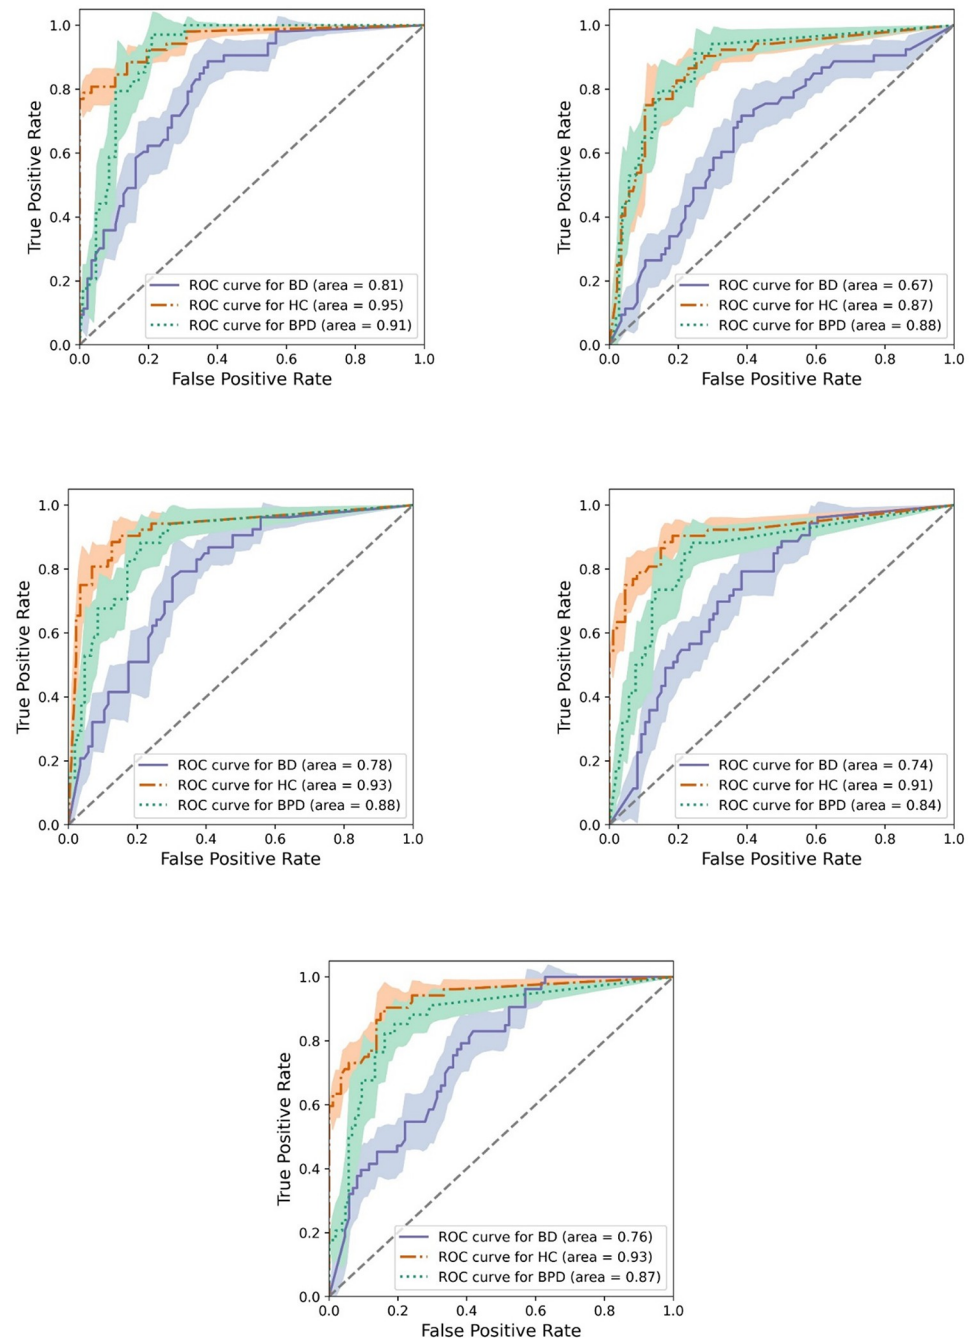 1.0
0.8
0.6
0.4
0.2
0.0
True Positive Rate
ROC curve for BD (area = 0.81)
ROC curve for HC (area = 0.95)
ROC curve for BPD (area = 0.91)
0.0 0.2 0.4 0.6 0.8 1.0
False Positive Rate
1.0
0.8
0.6
0.4
0.2
0.0
True Positive Rate
ROC curve for BD (area = 0.67)
ROC curve for HC (area = 0.87)
ROC curve for BPD (area = 0.88)
0.0 0.2 0.4 0.6 0.8 1.0
False Positive Rate
1.0
0.8
0.6
0.4
0.2
0.0
True Positive Rate
ROC curve for BD (area = 0.78)
ROC curve for HC (area = 0.93)
ROC curve for BPD (area = 0.88)
0.0 0.2 0.4 0.6 0.8 1.0
False Positive Rate
1.0
0.8
0.6
0.4
0.2
0.0
True Positive Rate
ROC curve for BD (area = 0.74)
ROC curve for HC (area = 0.91)
ROC curve for BPD (area = 0.84)
0.0 0.2 0.4 0.6 0.8 1.0
False Positive Rate
1.0
0.8
0.6
0.4
0.2
0.0
True Positive Rate
ROC curve for BD (area = 0.76)
ROC curve for HC (area = 0.93)
ROC curve for BPD (area = 0.87)
0.0 0.2 0.4 0.6 0.8 1.0
False Positive Rate